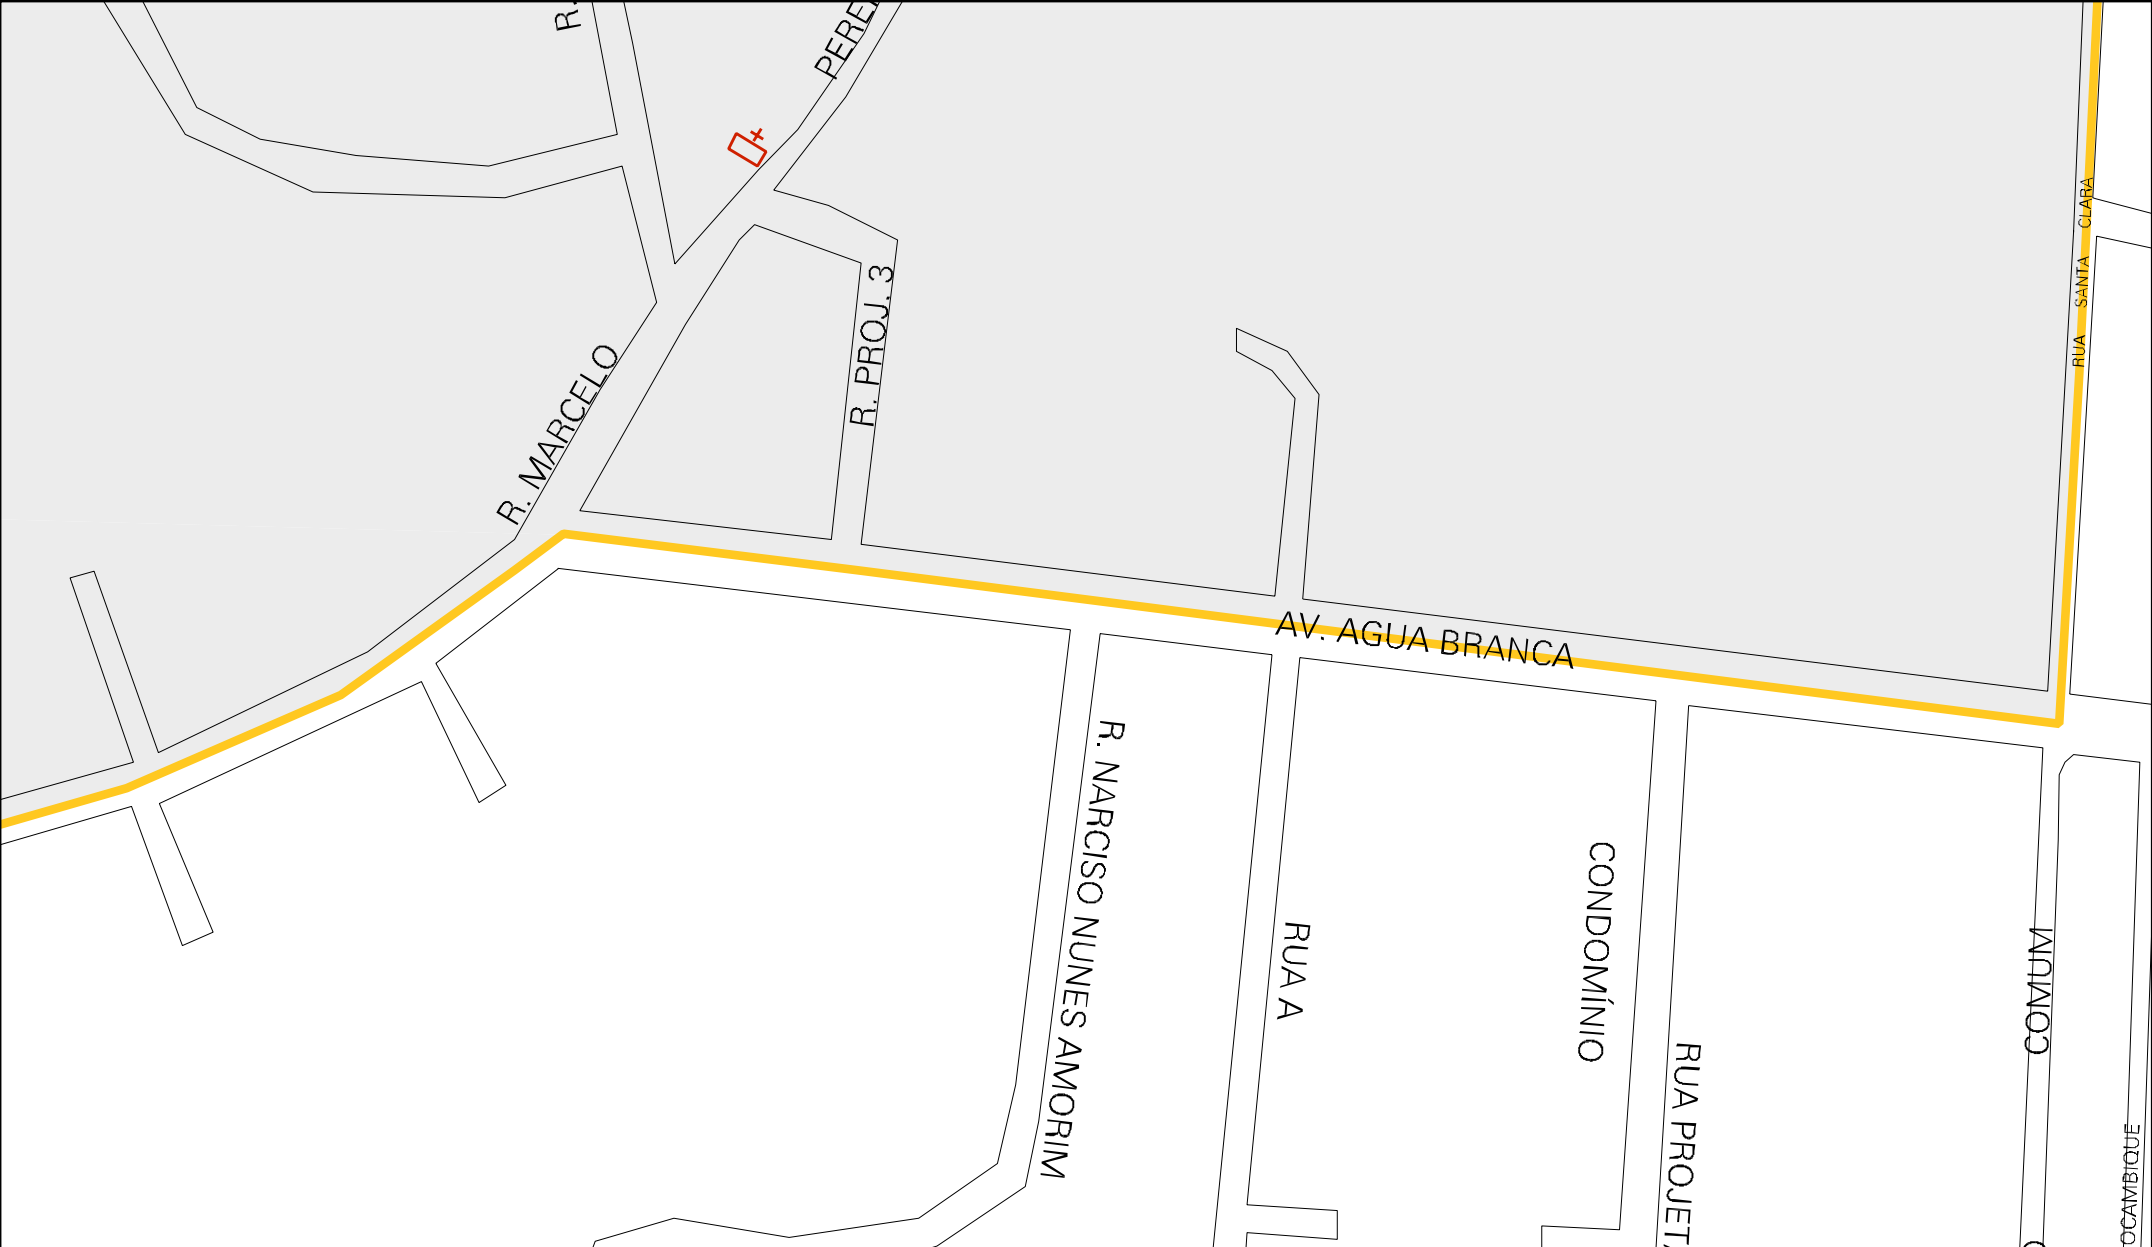 R.
R. MARCELO
R. PROJ. 3
RUA SANTA CLARA
AV. AGUA BRANCA
R. NARCISO NUNES AMORIM
RUA A
CONDOMÍNIO
COMUM